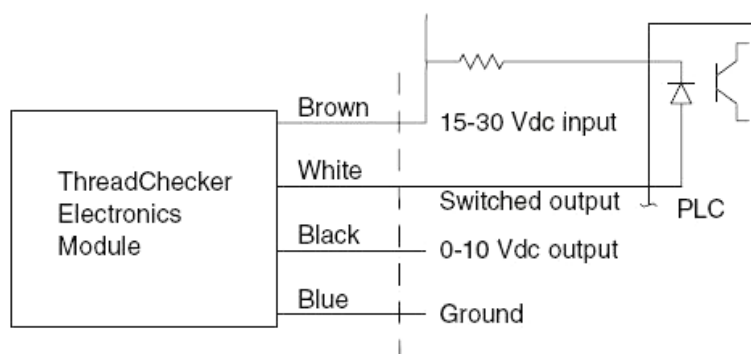 Brown
15-30 Vdc input
White
ThreadChecker
Electronics
Module
Switched output
PLC
Black
0-10 Vdc output
Blue
Ground